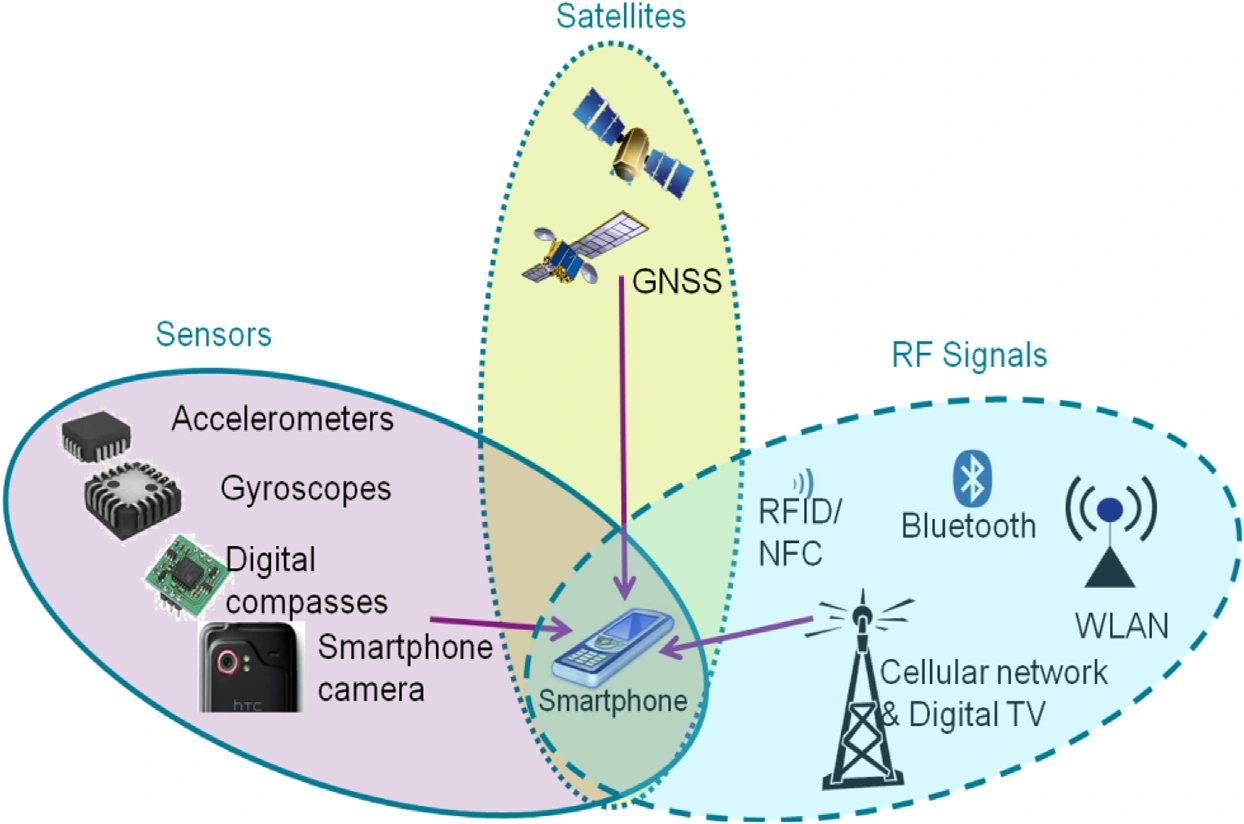 Satellites
GNSS
Sensors
Accelerometers
Gyroscopes
Digital
compasses
Smartphone
camera
hTC
Smartphone
RF Signals
RFID/
NFC
Bluetooth
WLAN
Cellular network
& Digital TV